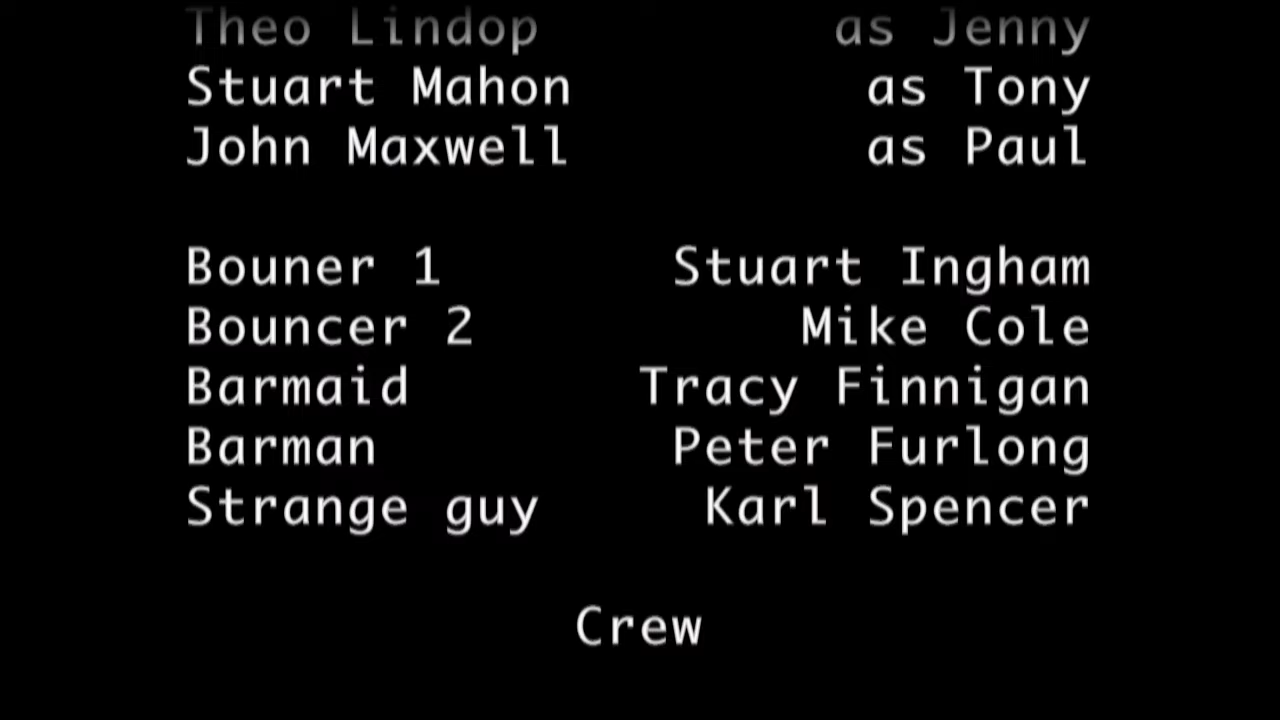 Theo Lindop as Jenny
Stuart Mahon as Tony
John Maxwell as Paul
Bouner 1 Stuart Ingham
Bouncer 2 Mike Cole
Barmaid Tracy Finnigan
Barman Peter Furlong
Strange guy Karl Spencer
Crew